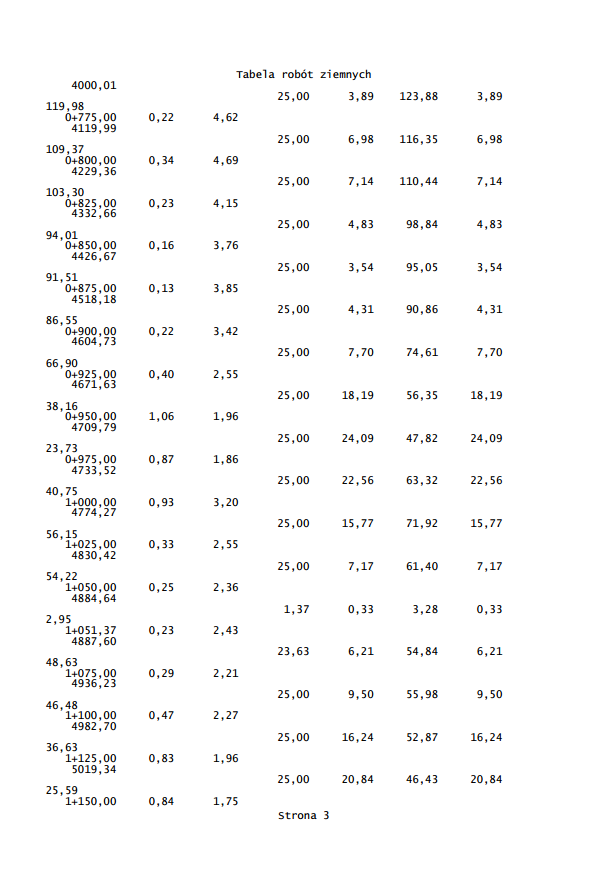 Tabela robót ziemnych
4000,01
25,00 3,89 123,88 3,89
119,98
0+775,00 0,22 4,62
4119,99
25,00 6,98 116,35 6,98
109,37
0+800,00 0,34 4,69
4229,36
25,00 7,14 110,44 7,14
103,30
0+825,00 0,23 4,15
4332,66
25,00 4,83 98,84 4,83
94,01
0+850,00 0,16 3,76
4426,67
25,00 3,54 95,05 3,54
91,51
0+875,00 0,13 3,85
4518,18
25,00 4,31 90,86 4,31
86,55
0+900,00 0,22 3,42
4604,73
25,00 7,70 74,61 7,70
66,90
0+925,00 0,40 2,55
4671,63
25,00 18,19 56,35 18,19
38,16
0+950,00 1,06 1,96
4709,79
25,00 24,09 47,82 24,09
23,73
0+975,00 0,87 1,86
4733,52
25,00 22,56 63,32 22,56
40,75
1+000,00 0,93 3,20
4774,27
25,00 15,77 71,92 15,77
56,15
1+025,00 0,33 2,55
4830,42
25,00 7,17 61,40 7,17
54,22
1+050,00 0,25 2,36
4884,64
1,37 0,33 3,28 0,33
2,95
1+051,37 0,23 2,43
4887,60
23,63 6,21 54,84 6,21
48,63
1+075,00 0,29 2,21
4936,23
25,00 9,50 55,98 9,50
46,48
1+100,00 0,47 2,27
4982,70
25,00 16,24 52,87 16,24
36,63
1+125,00 0,83 1,96
5019,34
25,00 20,84 46,43 20,84
25,59
1+150,00 0,84 1,75
Strona 3